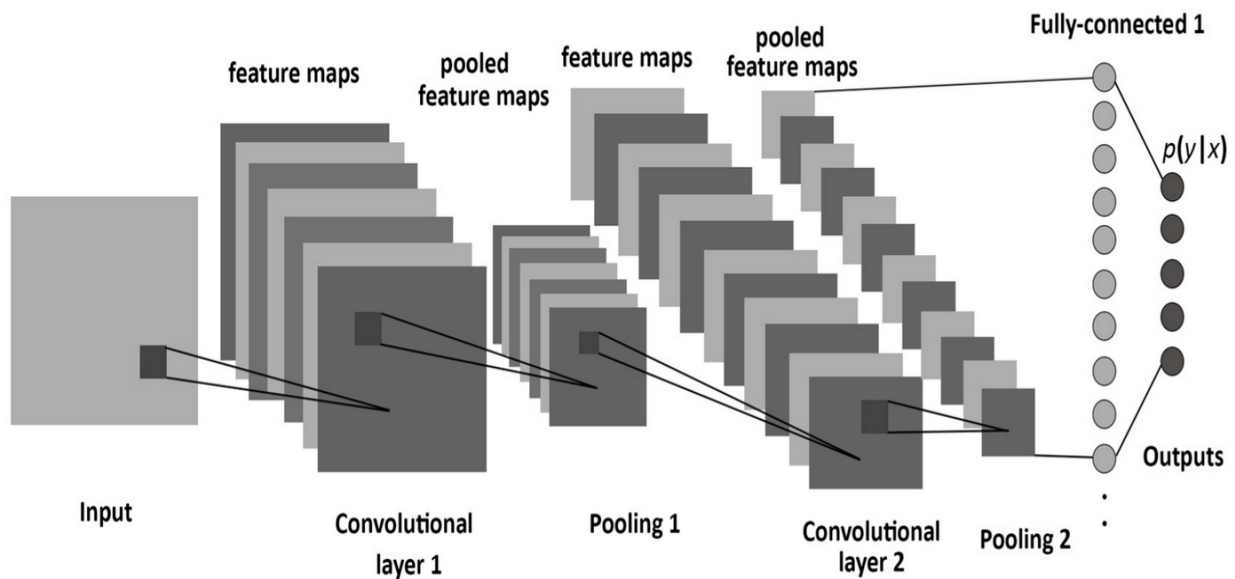 Fully-connected 1
pooled
feature maps
feature maps
pooled
feature maps
feature maps
p(y|x)
Outputs
Input
Convolutional
layer 1
Pooling 1
Convolutional
layer 2
Pooling 2